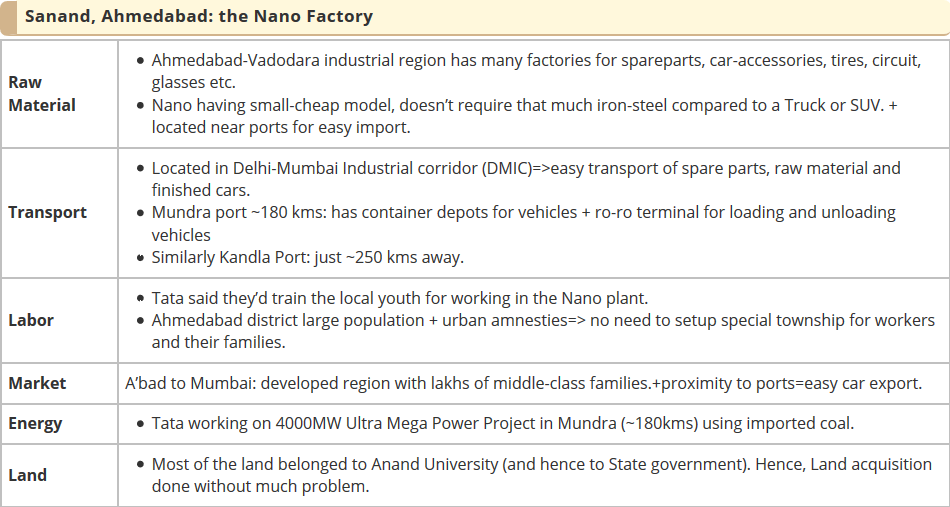 Sanand, Ahmedabad: the Nano Factory
Raw
Material
● Ahmedabad-Vadodara industrial region has many factories for spareparts, car-accessories, tires, circuit,
glasses etc.
● Nano having small-cheap model, doesn't require that much iron-steel compared to a Truck or SUV. +
located near ports for easy import.
Transport
● Located in Delhi-Mumbai Industrial corridor (DMIC)=>easy transport of spare parts, raw material and
finished cars.
● Mundra port ~180 kms: has container depots for vehicles + ro-ro terminal for loading and unloading
vehicles
● Similarly Kandla Port: just ~250 kms away.
Labor
● Tata said they'd train the local youth for working in the Nano plant.
● Ahmedabad district large population + urban amnesties=> no need to setup special township for workers
and their families.
Market
A'bad to Mumbai: developed region with lakhs of middle-class families.+proximity to ports=easy car export.
Energy
● Tata working on 4000MW Ultra Mega Power Project in Mundra (~180kms) using imported coal.
Land
● Most of the land belonged to Anand University (and hence to State government). Hence, Land acquisition
done without much problem.